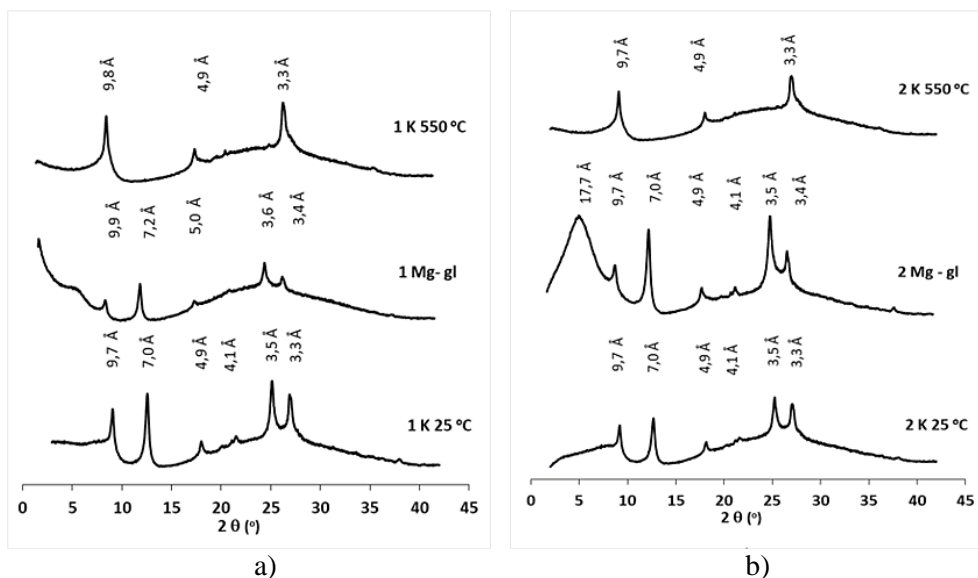 9,8 Å 4,9 Å 3,3 Å
1 K 550 °C
9,9 Å 7,2 Å 5,0 Å 3,6 Å 3,4 Å
1 Mg- gl
9,7 Å 7,0 Å 4,9 Å 4,1 Å 3,5 Å 3,3 Å
1 K 25 °C
0 5 10 15 20 25 30 35 40 45
2 θ (°)
a)
9,7 Å 4,9 Å 3,3 Å
2 K 550 °C
17,7 Å 9,7 Å 7,0 Å 4,9 Å 4,1 Å 3,5 Å 3,4 Å
2 Mg - gl
9,7 Å 7,0 Å 4,9 Å 4,1 Å 3,5 Å 3,3 Å
2 K 25 °C
0 5 10 15 20 25 30 35 40 45
2 θ (°)
b)